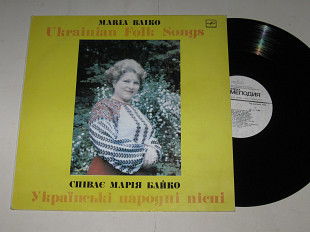 MARIA BAIKO
Ukrainian Folk Songs
МЕЛОДИЯ
СПІВАЄ МАРІЯ БАЙКО
Українські народні пісні